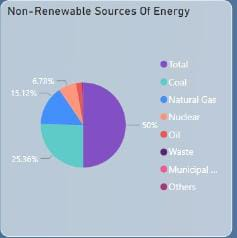 Non-Renewable Sources Of Energy
Total
6.78%
Coal
15.12%
Natural Gas
Nuclear
50%
Oil
Waste
25.36%
Municipal ...
Others